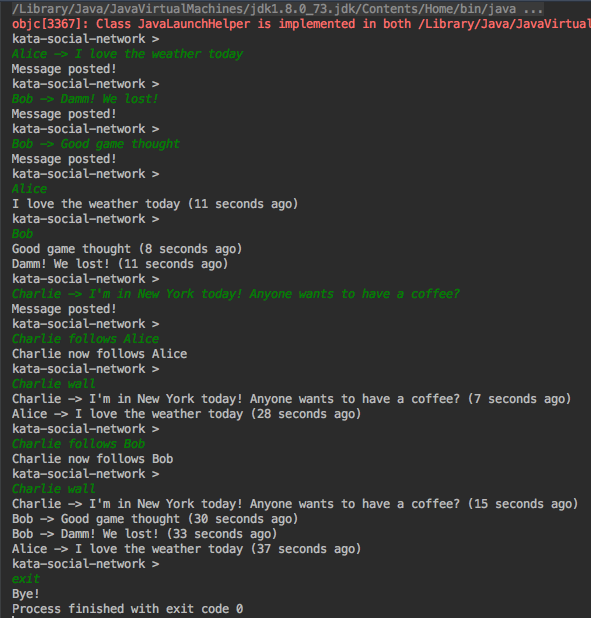 /Library/Java/JavaVirtualMachines/jdk1.8.0_73.jdk/Contents/Home/bin/java ...
objc[3367]: Class JavaLaunchHelper is implemented in both /Library/Java/JavaVirtual
kata-social-network >
Alice -> I love the weather today
Message posted!
kata-social-network >
Bob -> Damm! We lost!
Message posted!
kata-social-network >
Bob -> Good game thought
Message posted!
kata-social-network >
Alice
I love the weather today (11 seconds ago)
kata-social-network >
Bob
Good game thought (8 seconds ago)
Damm! We lost! (11 seconds ago)
kata-social-network >
Charlie -> I'm in New York today! Anyone wants to have a coffee?
Message posted!
kata-social-network >
Charlie follows Alice
Charlie now follows Alice
kata-social-network >
Charlie wall
Charlie -> I'm in New York today! Anyone wants to have a coffee? (7 seconds ago)
Alice -> I love the weather today (28 seconds ago)
kata-social-network >
Charlie follows Bob
Charlie now follows Bob
kata-social-network >
Charlie wall
Charlie -> I'm in New York today! Anyone wants to have a coffee? (15 seconds ago)
Bob -> Good game thought (30 seconds ago)
Bob -> Damm! We lost! (33 seconds ago)
Alice -> I love the weather today (37 seconds ago)
kata-social-network >
exit
Bye!
Process finished with exit code 0